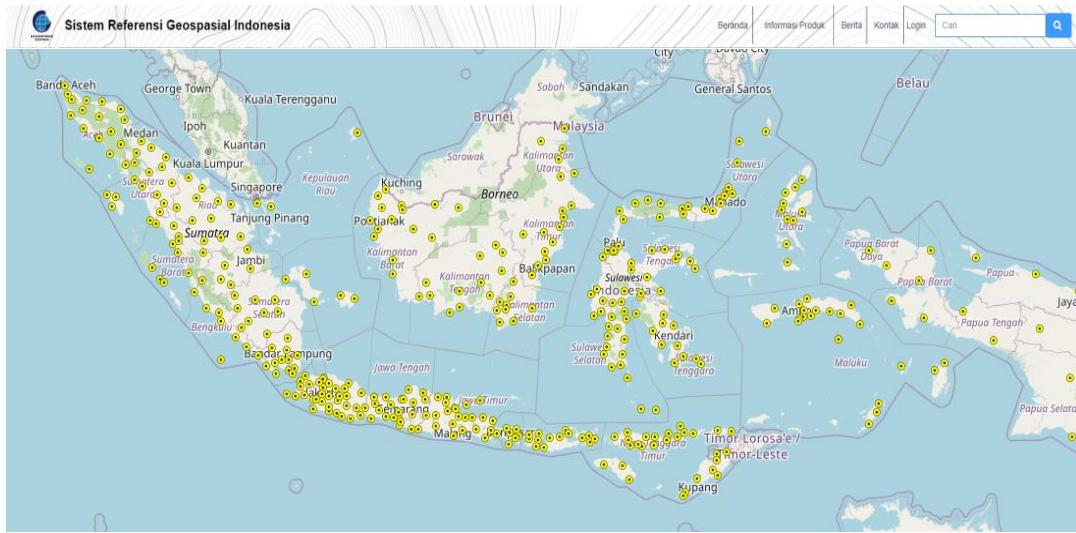 Sistem Referensi Geospasial Indonesia
Beranda
Informasi Produk
Berita
Kontak
Login
Cari
City
Davao City
Banda Aceh
George Town
Kuala Terengganu
Sabah
Sandakan
General Santos
Belau
Ipoh
Brunei
Malaysia
Aceh
Medan
Kuantan
Kuala Lumpur
Sarawak
Kalimantan
Utara
Sulawesi
Utara
Kepulauan
Riau
Kuching
Singapore
Borneo
Sumatera
Utara
Riau
Manado
Tanjung Pinang
Pontianak
Maluku
Utara
Kalimantan
Timur
Sumatra
Palu
Papua Barat
Daya
Kalimantan
Barat
Sulawesi
Tengah
Sumatera
Barat
Jambi
Balikpapan
Papua
Kalimantan
Tengah
Sulawesi
Papua Barat
Indonesia
Sumatera
Selatan
Kalimantan
Selatan
Jaya
Bengkulu
Papua Tengah
Kendari
Bandar Lampung
Sulawesi
Selatan
Sulawesi
Tenggara
Maluku
Jawa Tengah
Jawa Timur
Semarang
Papua Selata
Malang
Timor-Lorosa'e /
Timor-Leste
Timur
Kupang